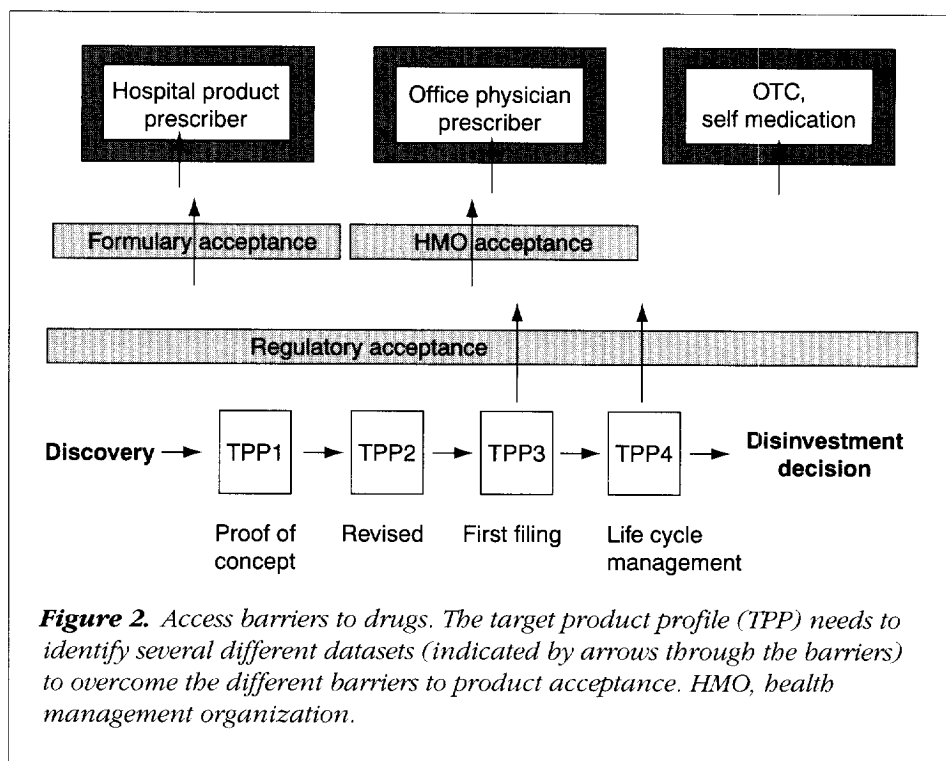 Hospital product
prescriber
Office physician
prescriber
OTC,
self medication
Formulary acceptance
HMO acceptance
Regulatory acceptance
Discovery
TPP1
TPP2
TPP3
TPP4
Disinvestment
decision
Proof of
concept
Revised
First filing
Life cycle
management
Figure 2. Access barriers to drugs. The target product profile (TPP) needs to
identify several different datasets (indicated by arrows through the barriers)
to overcome the different barriers to product acceptance. HMO, health
management organization.